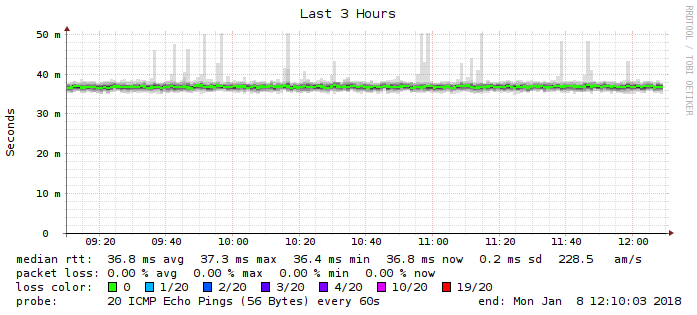 Last 3 Hours
RRDTOOL / TOBI OETIKER
Seconds
50 m
40 m
30 m
20 m
10 m
0
09:20 09:40 10:00 10:20 10:40 11:00 11:20 11:40 12:00
median rtt: 36.8 ms avg 37.3 ms max 36.4 ms min 36.8 ms now 0.2 ms sd 228.5 am/s
packet loss: 0.00 % avg 0.00 % max 0.00 % min 0.00 % now
loss color: 0 1/20 2/20 3/20 4/20 10/20 19/20
probe: 20 ICMP Echo Pings (56 Bytes) every 60s end: Mon Jan 8 12:10:03 2018